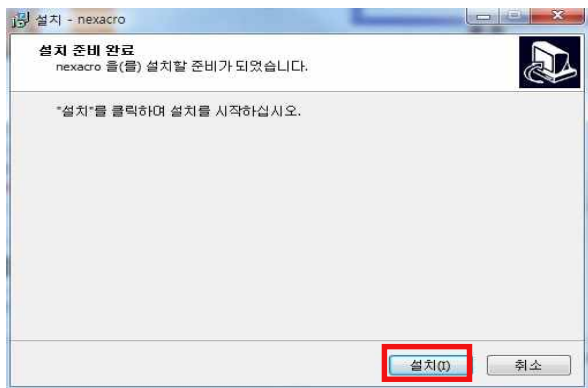 설치 - nexacro
설치 준비 완료
nexacro 을(를) 설치할 준비가 되었습니다.
"설치"를 클릭하여 설치를 시작하십시오.
설치(I) 취소